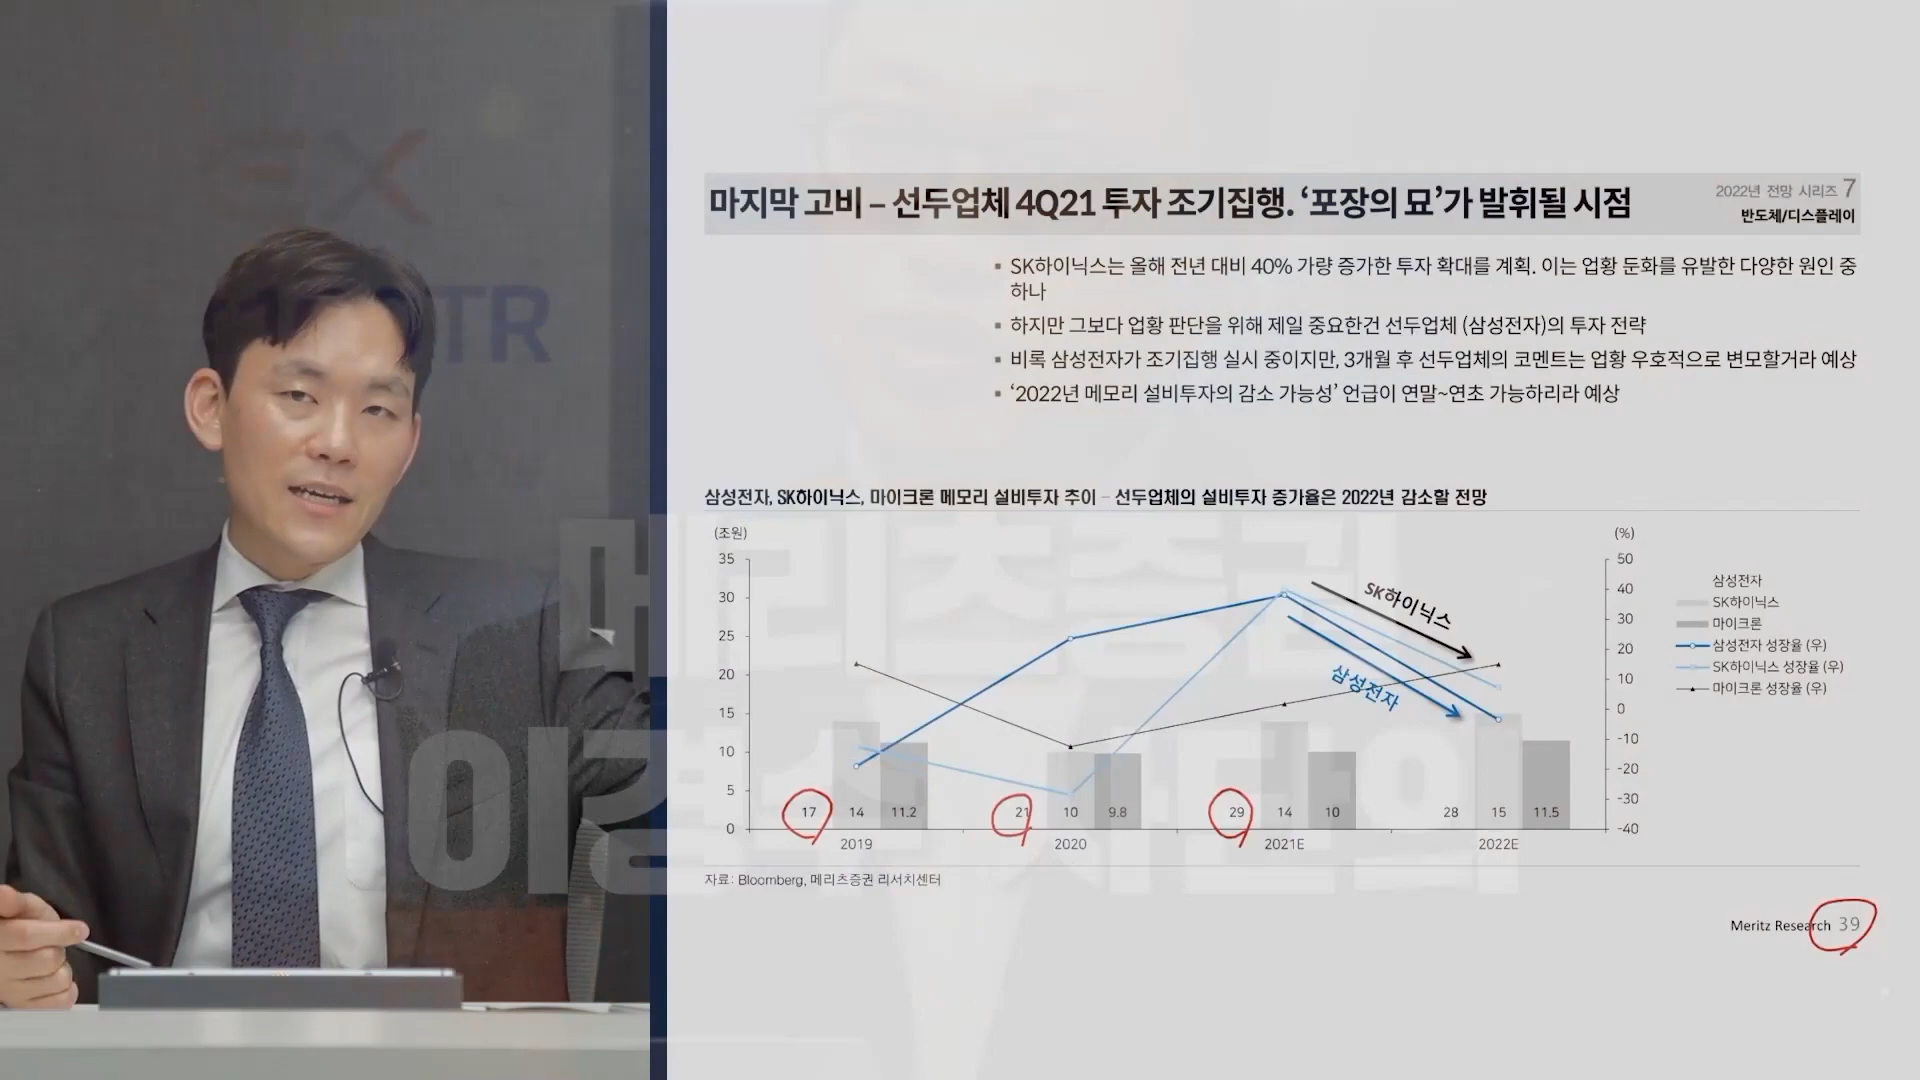 마지막 고비 – 선두업체 4Q21 투자 조기집행. ‘포장의 묘’가 발휘될 시점
2022년 전망 시리즈 7
반도체/디스플레이
▪ SK하이닉스는 올해 전년 대비 40% 가량 증가한 투자 확대를 계획. 이는 업황 둔화를 유발한 다양한 원인 중
하나
▪ 하지만 그보다 업황 판단을 위해 제일 중요한건 선두업체 (삼성전자)의 투자 전략
▪ 비록 삼성전자가 조기집행 실시 중이지만, 3개월 후 선두업체의 코멘트는 업황 우호적으로 변모할거라 예상
▪ ‘2022년 메모리 설비투자의 감소 가능성’ 언급이 연말~연초 가능하리라 예상
삼성전자, SK하이닉스, 마이크론 메모리 설비투자 추이 – 선두업체의 설비투자 증가율은 2022년 감소할 전망
(조원)
(%)
35
30
25
20
15
10
5
0
50
40
30
20
10
0
-10
-20
-30
-40
SK하이닉스
삼성전자
17 14 11.2
21 10 9.8
29 14 10
28 15 11.5
2019 2020 2021E 2022E
삼성전자
SK하이닉스
마이크론
삼성전자 성장율 (우)
SK하이닉스 성장율 (우)
마이크론 성장율 (우)
자료: Bloomberg, 메리츠증권 리서치센터
Meritz Research 39
메리츠증권
TR